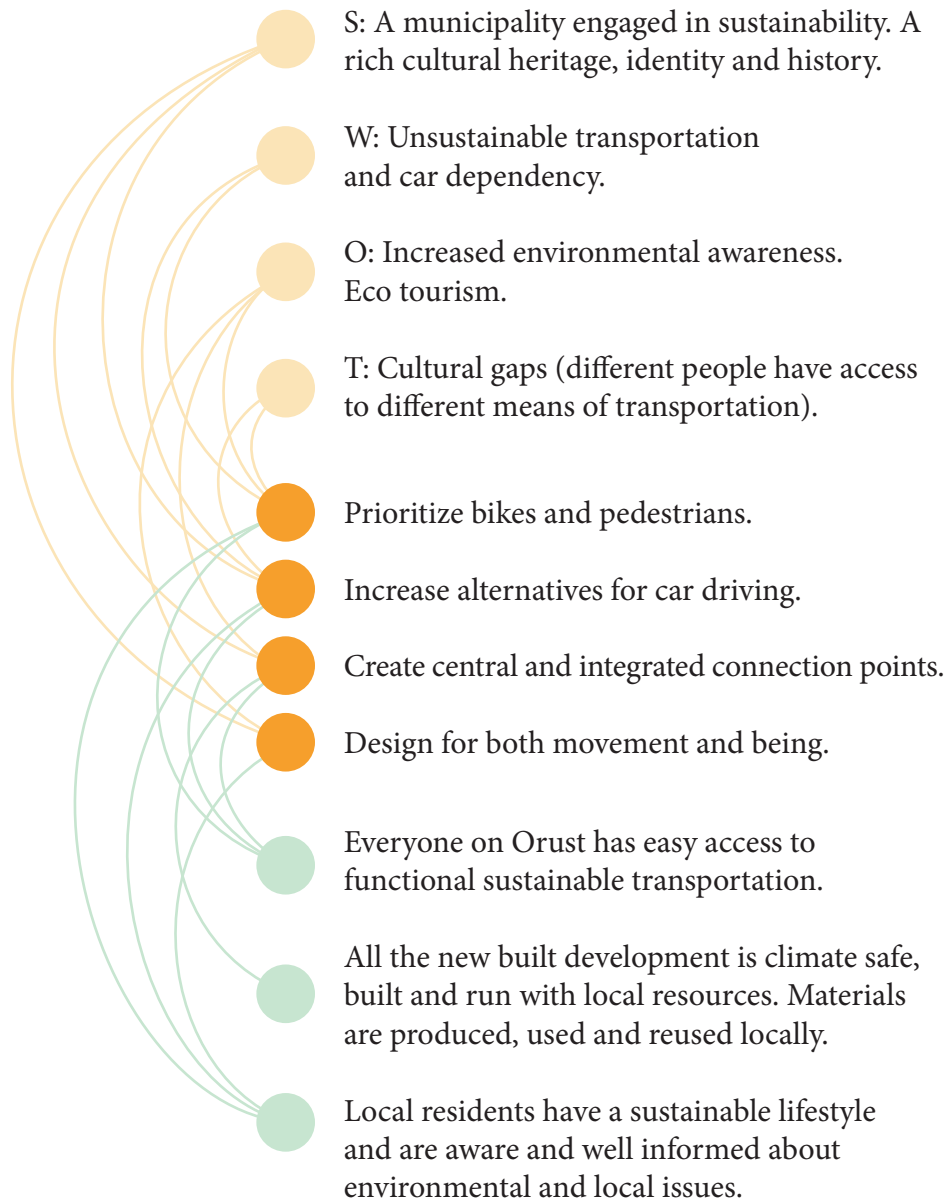 S: A municipality engaged in sustainability. A
rich cultural heritage, identity and history.
W: Unsustainable transportation
and car dependency.
O: Increased environmental awareness.
Eco tourism.
T: Cultural gaps (different people have access
to different means of transportation).
Prioritize bikes and pedestrians.
Increase alternatives for car driving.
Create central and integrated connection points.
Design for both movement and being.
Everyone on Orust has easy access to
functional sustainable transportation.
All the new built development is climate safe,
built and run with local resources. Materials
are produced, used and reused locally.
Local residents have a sustainable lifestyle
and are aware and well informed about
environmental and local issues.